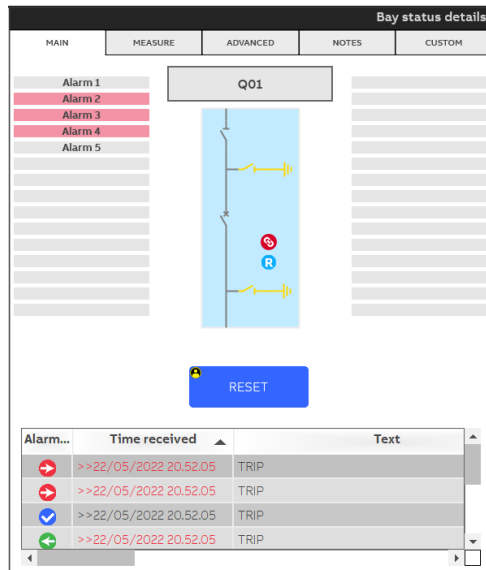 Bay status details
MAIN MEASURE ADVANCED NOTES CUSTOM
Alarm 1
Alarm 2
Alarm 3
Alarm 4
Alarm 5
Q01
R
RESET
Alarm... Time received Text
>>22/05/2022 20.52.05 TRIP
>>22/05/2022 20.52.05 TRIP
>>22/05/2022 20.52.05 TRIP
>>22/05/2022 20.52.05 TRIP